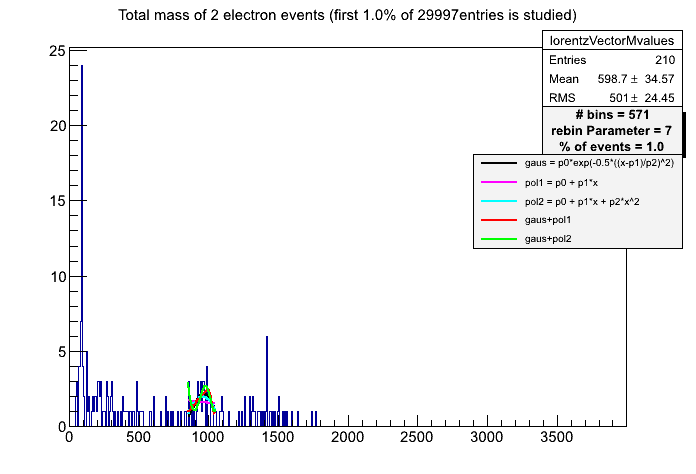 Total mass of 2 electron events (first 1.0% of 29997entries is studied)
lorentzVectorMvalues
Entries 210
Mean 598.7 ± 34.57
RMS 501 ± 24.45
# bins = 571
rebin Parameter = 7
% of events = 1.0
gaus = p0*exp(-0.5*((x-p1)/p2)^2)
pol1 = p0 + p1*x
pol2 = p0 + p1*x + p2*x^2
gaus+pol1
gaus+pol2
25
20
15
10
5
0
0 500 1000 1500 2000 2500 3000 3500